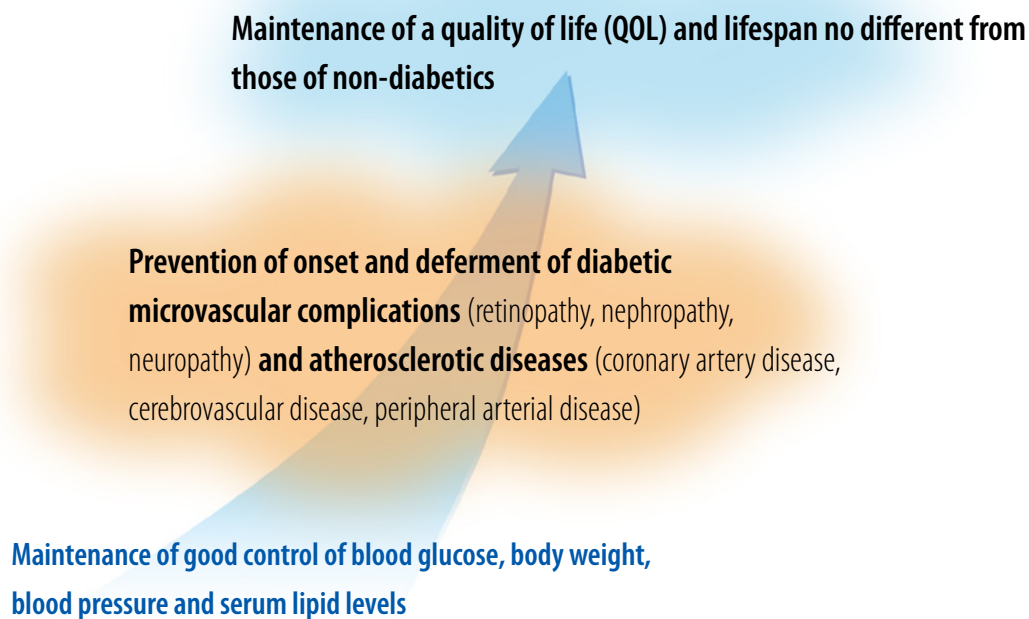 Maintenance of a quality of life (QOL) and lifespan no different from
those of non-diabetics
Prevention of onset and deferment of diabetic
microvascular complications (retinopathy, nephropathy,
neuropathy) and atherosclerotic diseases (coronary artery disease,
cerebrovascular disease, peripheral arterial disease)
Maintenance of good control of blood glucose, body weight,
blood pressure and serum lipid levels